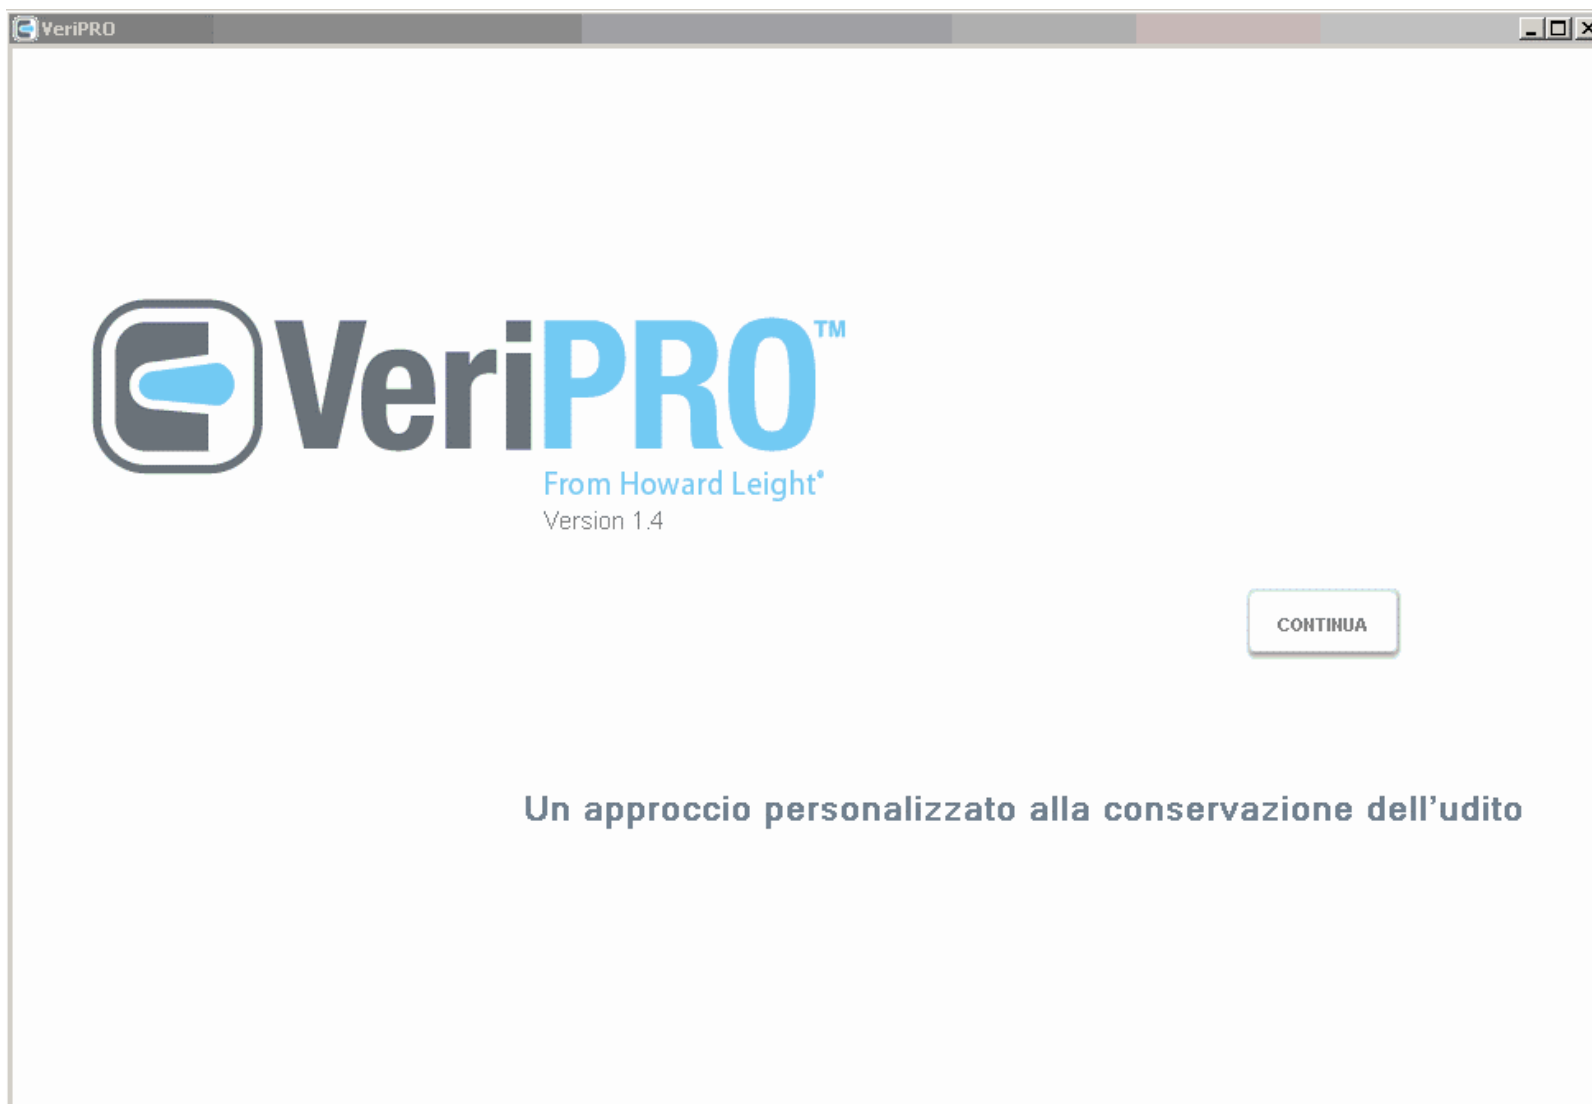 VeriPRO
VeriPRO™
From Howard Leight®
Version 1.4
CONTINUA
Un approccio personalizzato alla conservazione dell’udito